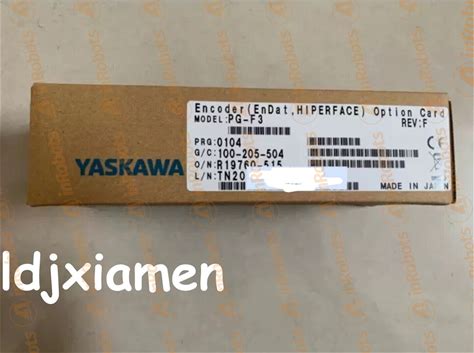 Encoder(EnDat,HIPERFACE) Option Card
MODEL:PG-F3
REV:F
PRG:0104
G/C:100-205-504
O/N:R19760-515
L/N:TN20
MADE IN JAPAN
YASKAWA
ldjxiamen
inRobots